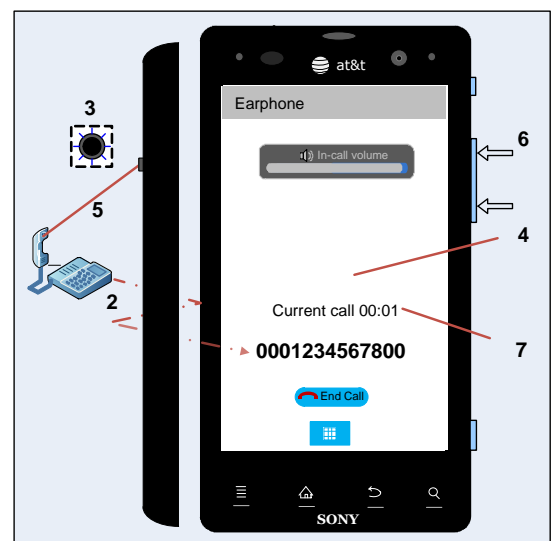 at&t
Earphone
3
In-call volume
6
5
4
2
Current call 00:01
7
0001234567800
End Call
SONY